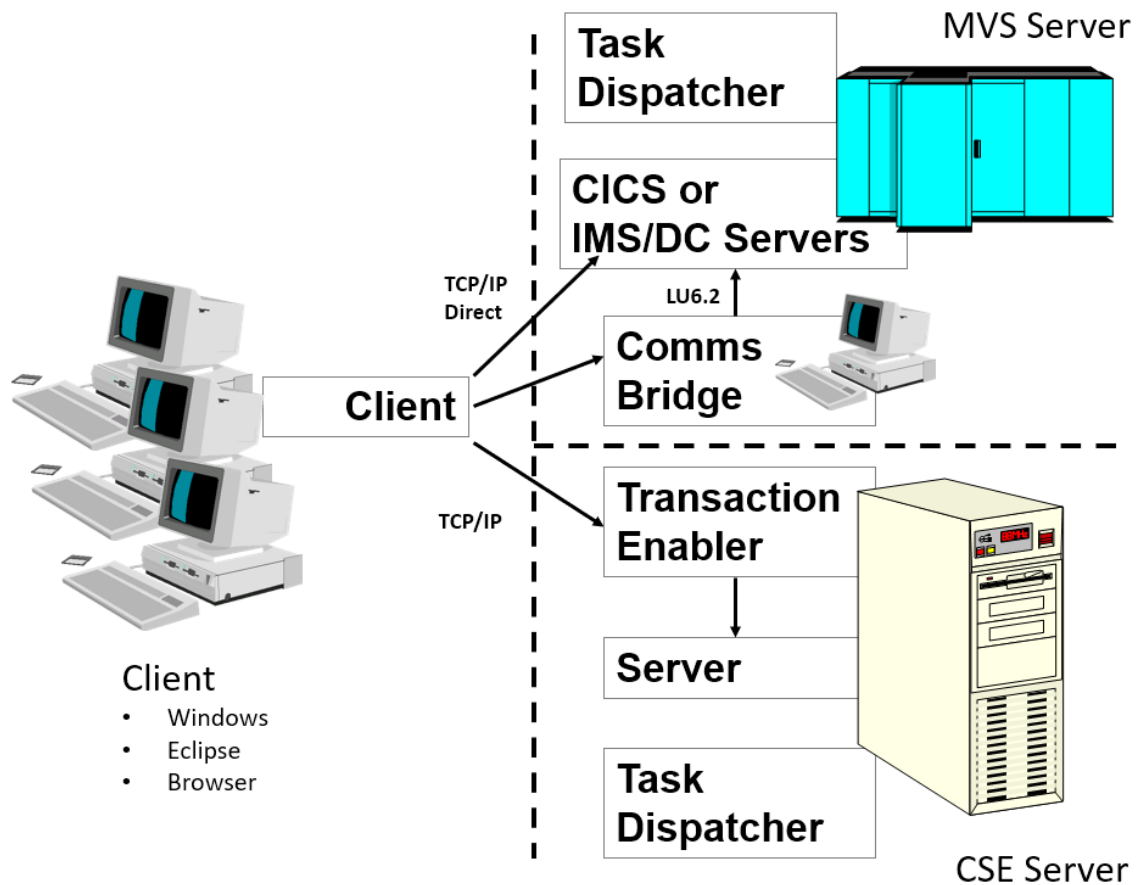 MVS Server
Task
Dispatcher
CICS or
IMS/DC Servers
TCP/IP
Direct
LU6.2
Comms
Bridge
Client
TCP/IP
Transaction
Enabler
Server
Task
Dispatcher
CSE Server
Client
• Windows
• Eclipse
• Browser